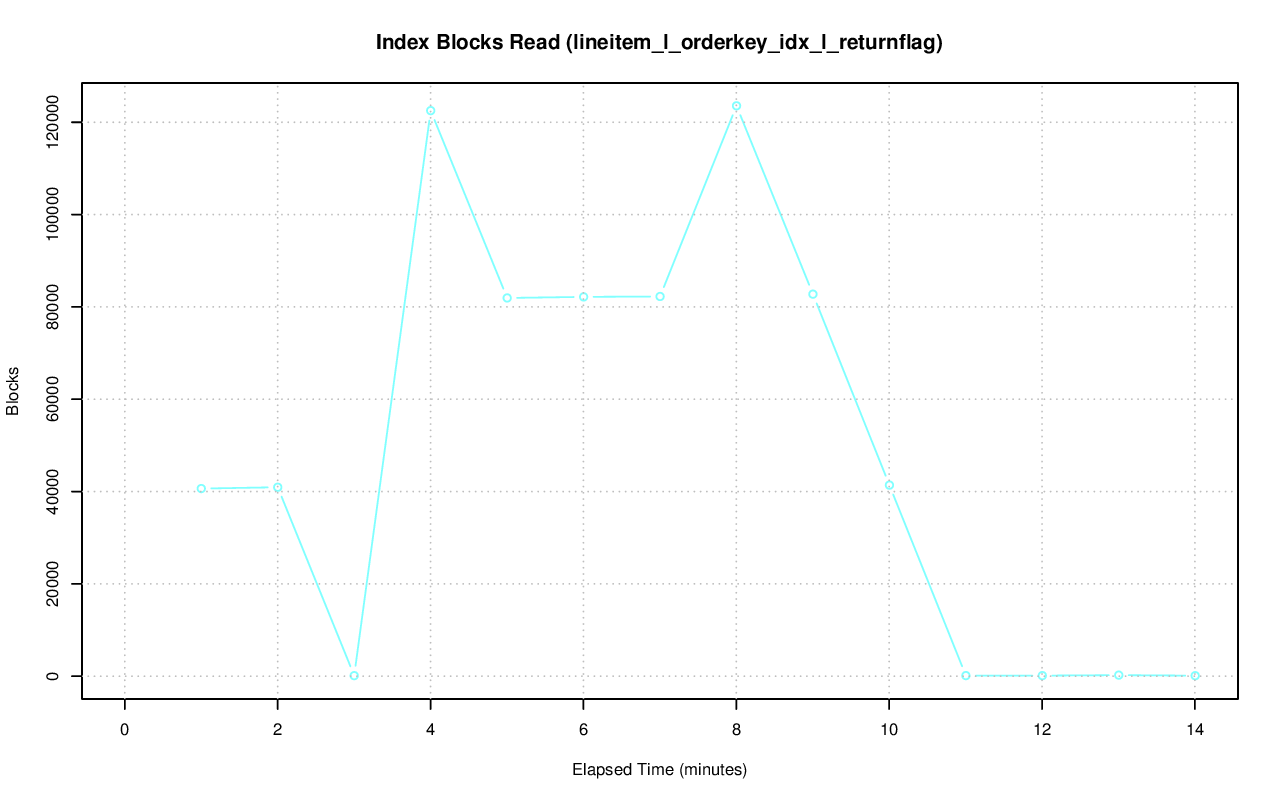 Index Blocks Read (lineitem_l_orderkey_idx_l_returnflag)
120000
100000
80000
60000
40000
20000
0
Blocks
0 2 4 6 8 10 12 14
Elapsed Time (minutes)